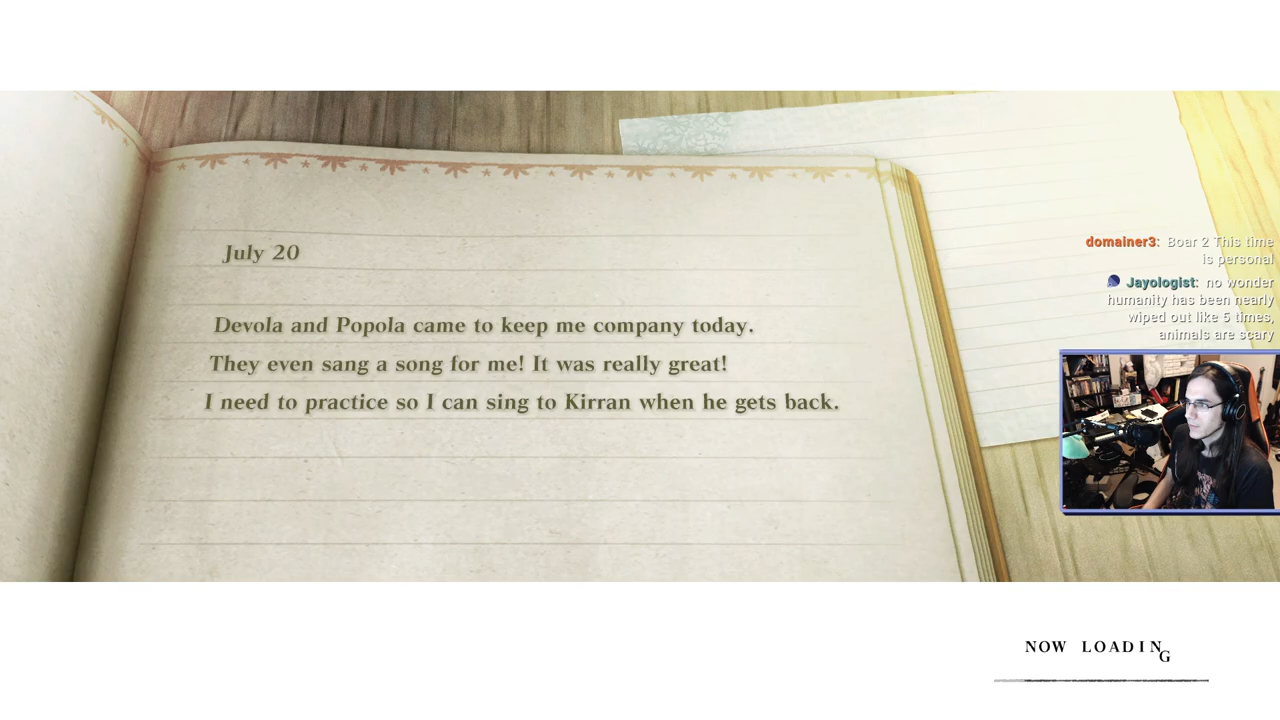 July 20
Devola and Popola came to keep me company today.
They even sang a song for me! It was really great!
I need to practice so I can sing to Kirran when he gets back.
domainer3: Boar 2 This time
is personal
Jayologist: no wonder
humanity has been nearly
wiped out like 5 times,
animals are scary
NOW LOADING